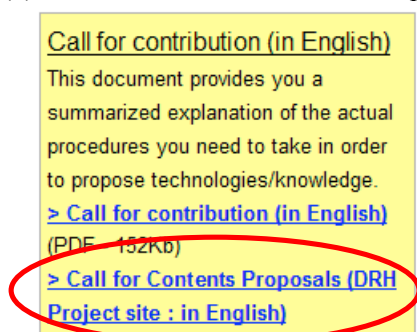 Call for contribution (in English)
This document provides you a
summarized explanation of the actual
procedures you need to take in order
to propose technologies/knowledge.
> Call for contribution (in English)
(PDF 152Kb)
> Call for Contents Proposals (DRH
Project site : in English)